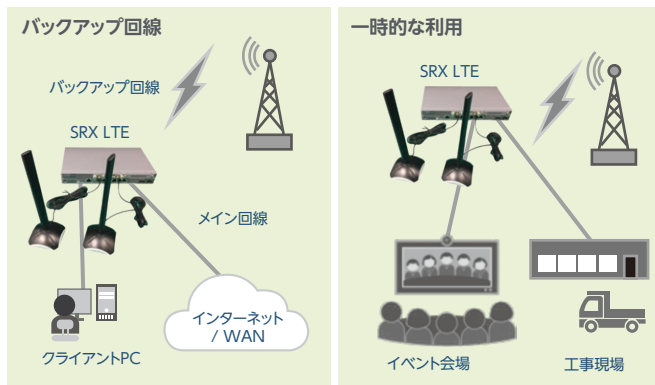 バックアップ回線
バックアップ回線
SRX LTE
メイン回線
インターネット
/ WAN
クライアントPC
一時的な利用
SRX LTE
イベント会場
工事現場